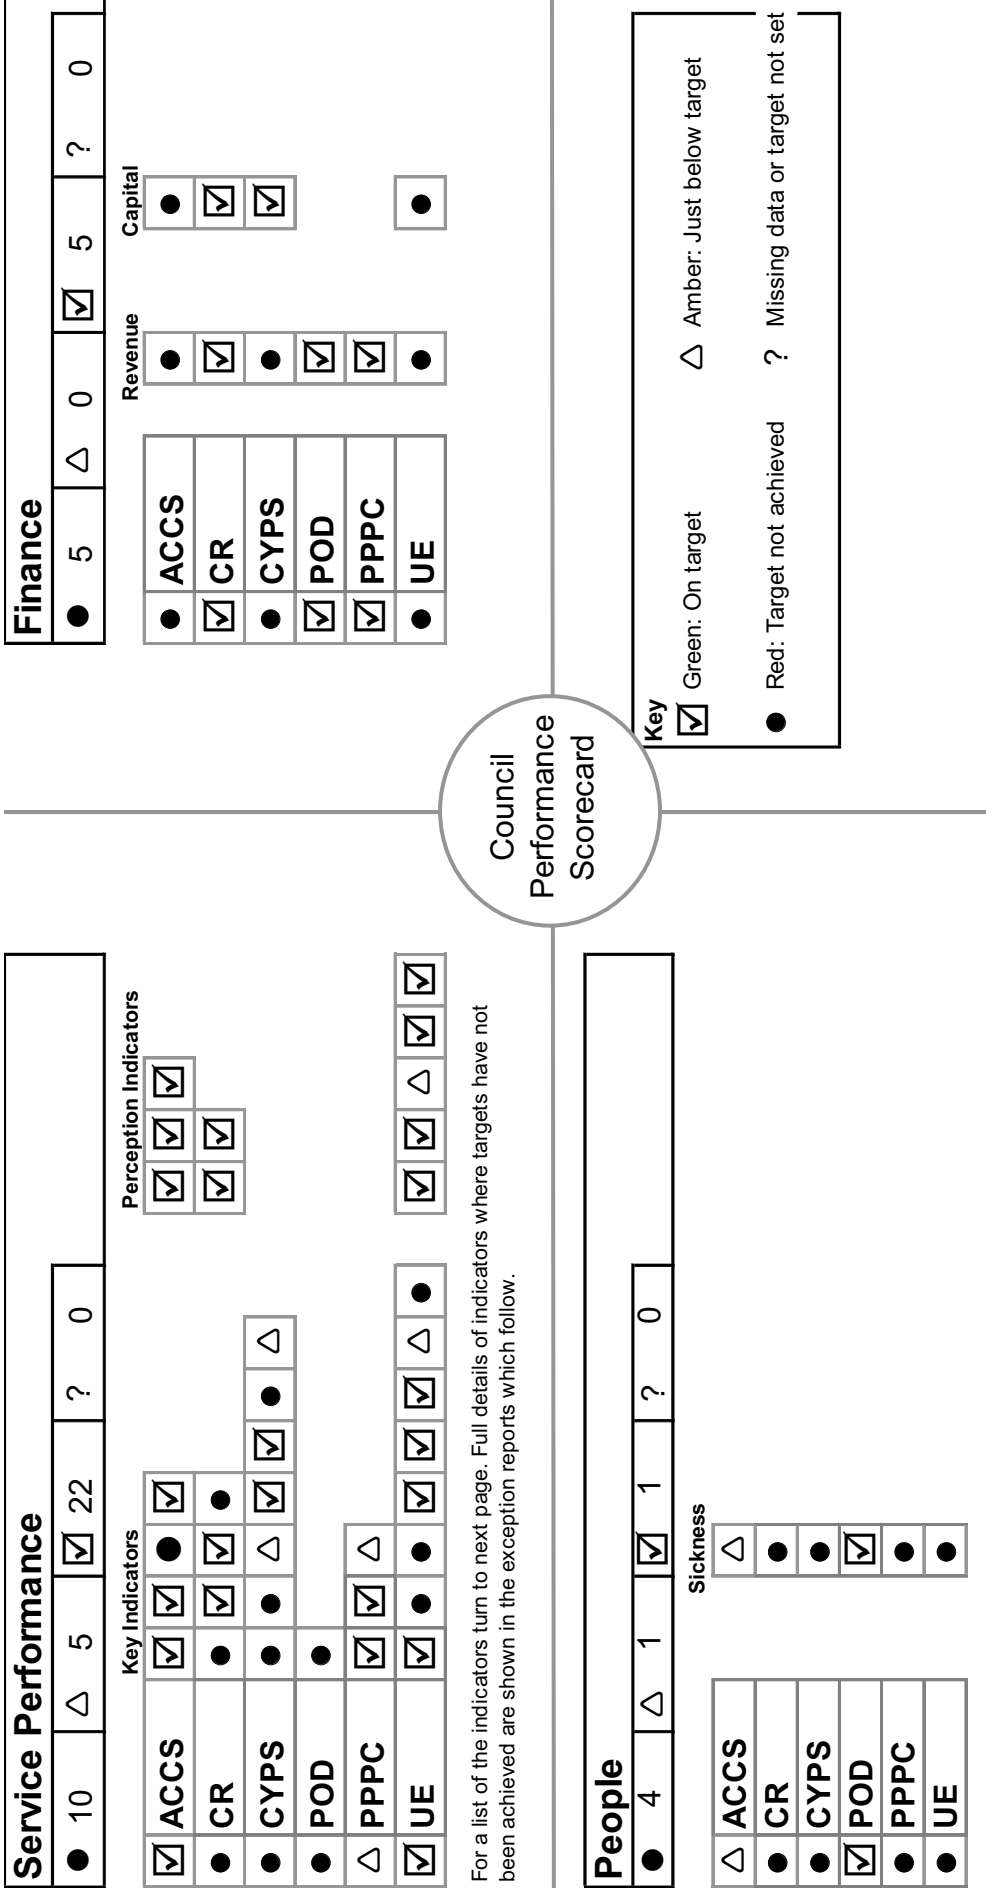 Service Performance
● 10 △ 5 ☑ 22 ? 0
Key Indicators
Perception Indicators
ACCS
CR
CYPS
POD
PPPC
UE
For a list of the indicators turn to next page. Full details of indicators where targets have not
been achieved are shown in the exception reports which follow.
Finance
● 5 △ 0 ☑ 5 ? 0
Revenue
Capital
ACCS
CR
CYPS
POD
PPPC
UE
Council
Performance
Scorecard
People
● 4 △ 1 ☑ 1 ? 0
Sickness
ACCS
CR
CYPS
POD
PPPC
UE
Key
☑ Green: On target
△ Amber: Just below target
● Red: Target not achieved
? Missing data or target not set